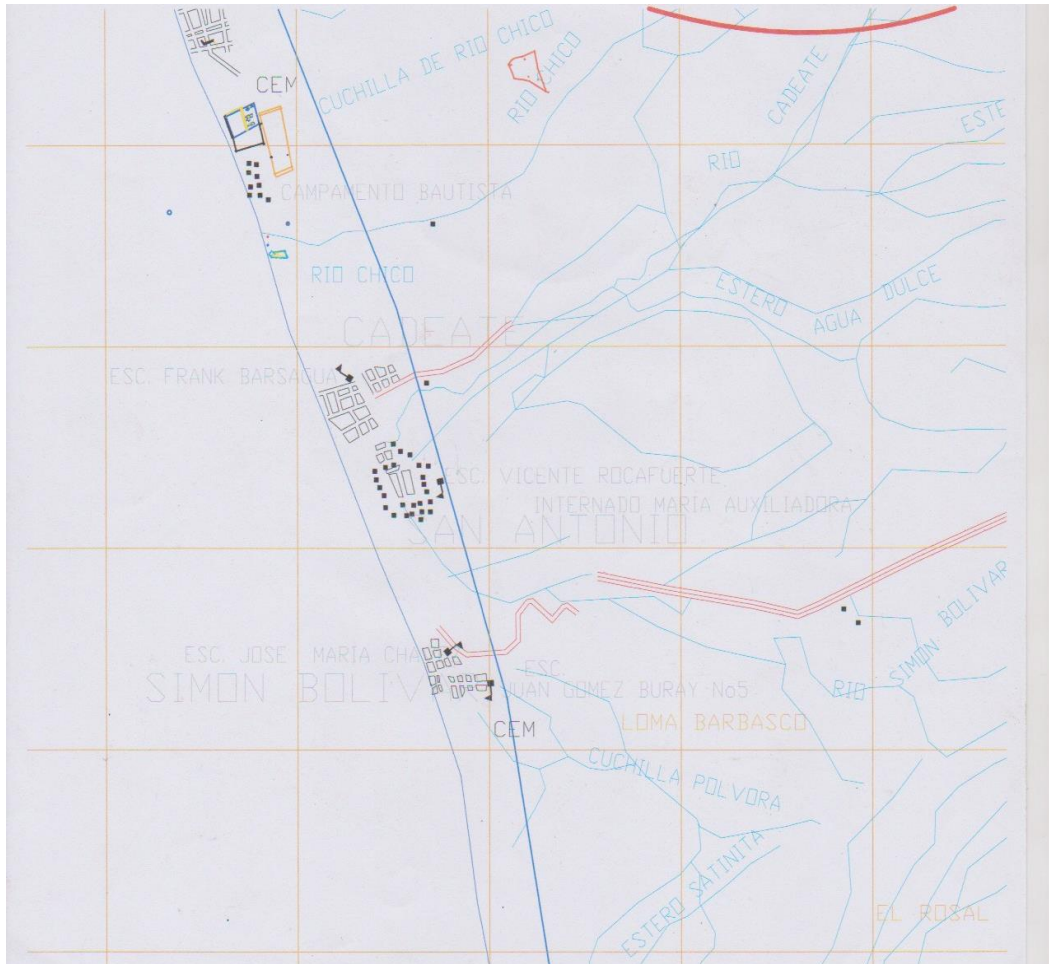 CUCHILLA DE RIO CHICO
RIO CHICO
CADEATE
CEM
ESTE
RIO
CAMPAMENTO BAUTISTA
RIO CHICO
ESTERO
AGUA
DULCE
CADEATE
ESC. FRANK BARSAGUA
ESC. VICENTE ROCAFUERTE
INTERNADO MARIA AUXILIADORA
SAN ANTONIO
ESC. JOSE MARIA CHA
ESC.
JUAN GOMEZ BURAY No5
SIMON BOLIV
RIO
SIMON BOLIVAR
LOMA BARBASCO
CEM
CUCHILLA POLVORA
ESTERO SATINITA
EL ROSAL